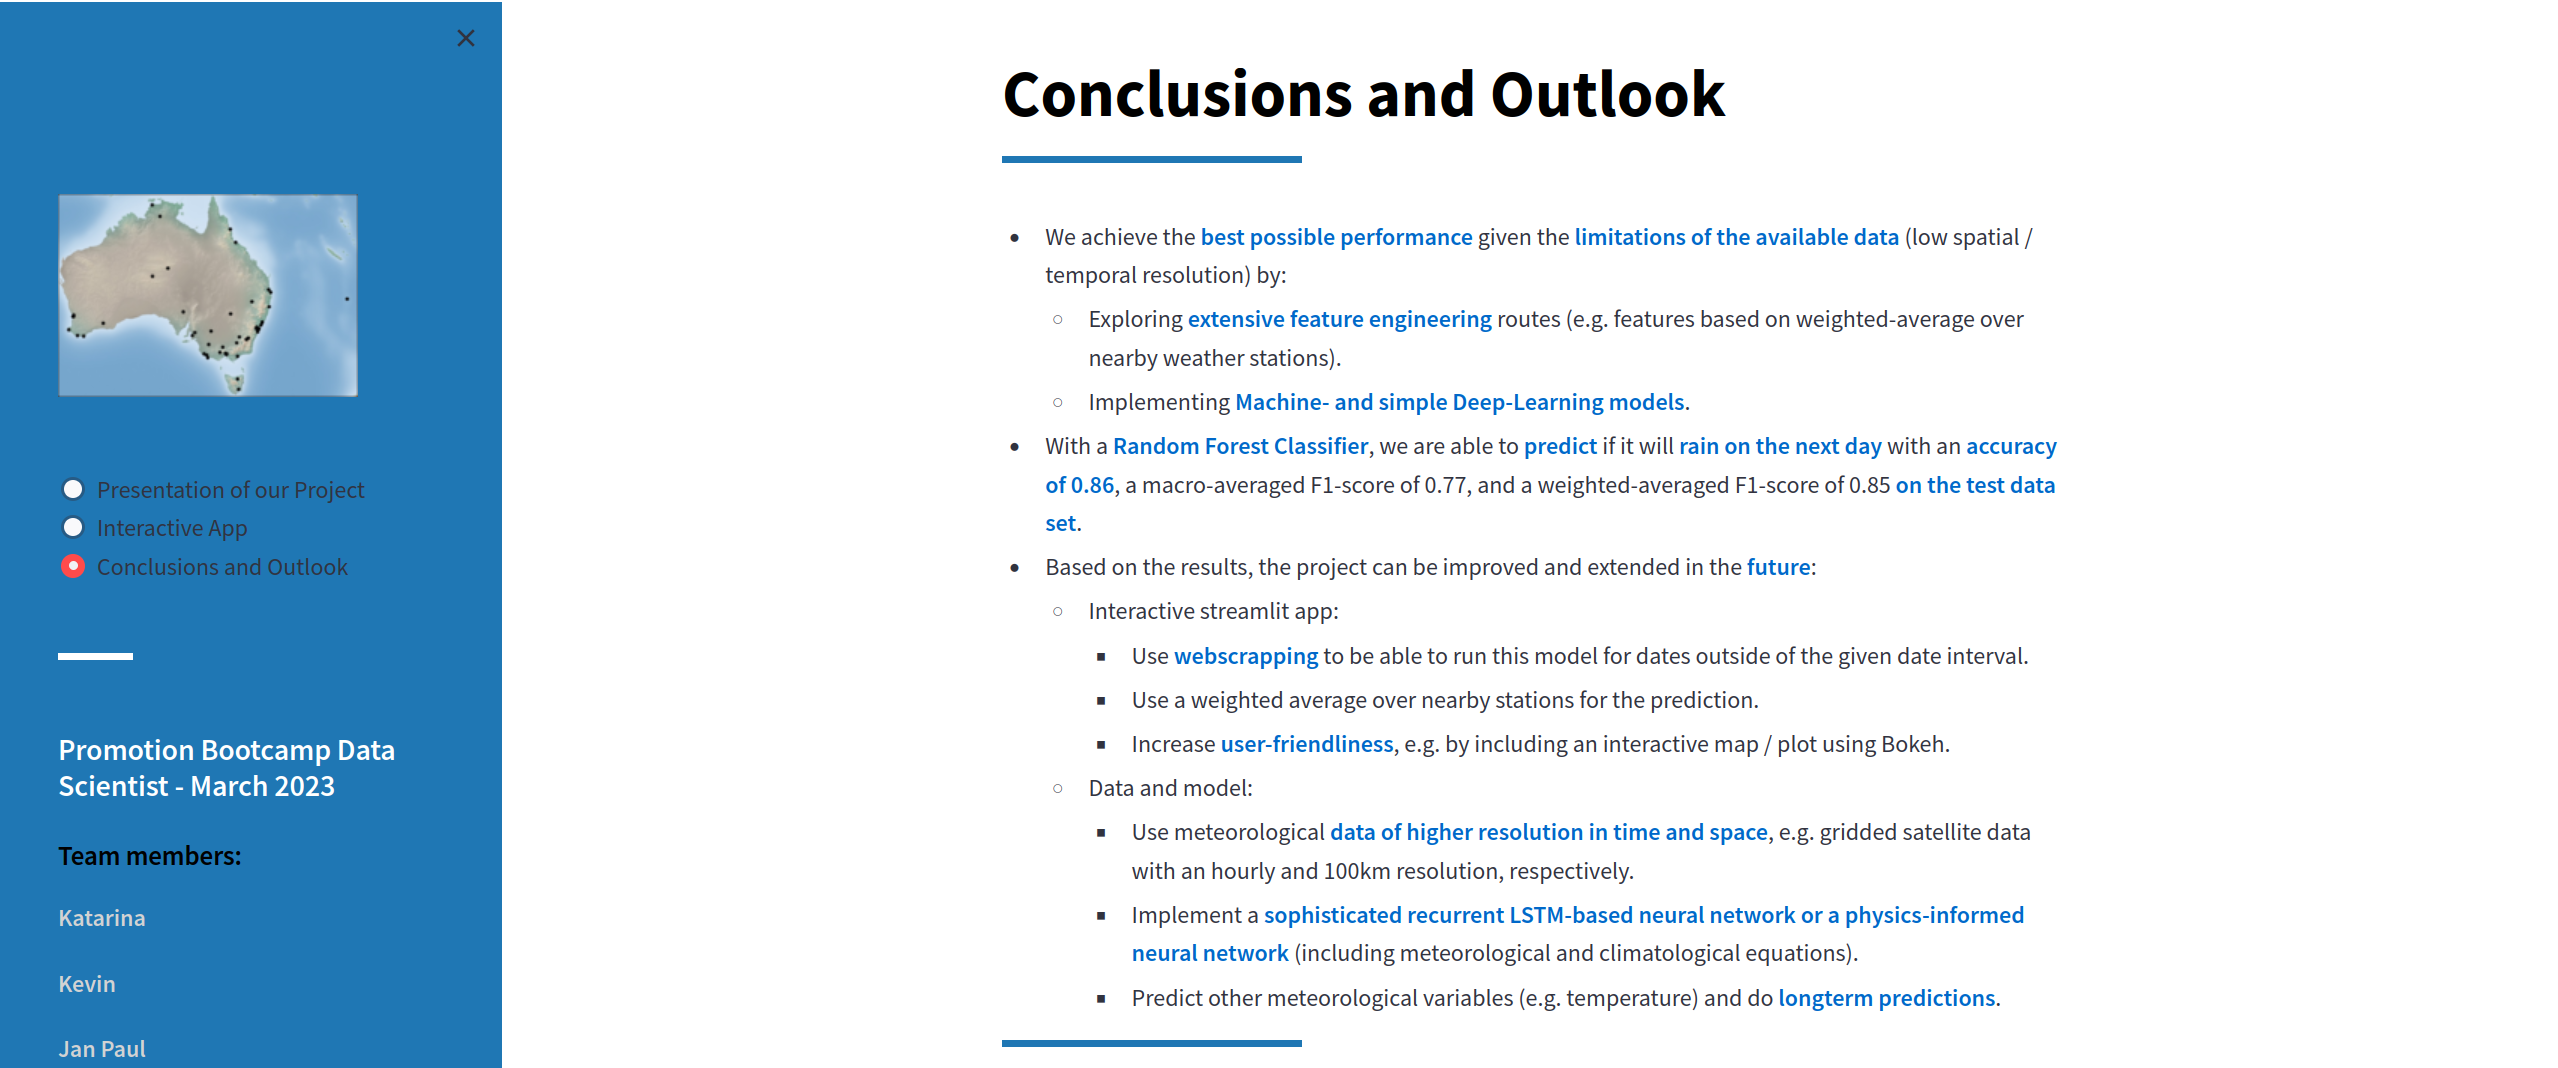 Presentation of our Project
Interactive App
Conclusions and Outlook
Promotion Bootcamp Data
Scientist - March 2023
Team members:
Katarina
Kevin
Jan Paul
Conclusions and Outlook
We achieve the best possible performance given the limitations of the available data (low spatial /
temporal resolution) by:
Exploring extensive feature engineering routes (e.g. features based on weighted-average over
nearby weather stations).
Implementing Machine- and simple Deep-Learning models.
With a Random Forest Classifier, we are able to predict if it will rain on the next day with an accuracy
of 0.86, a macro-averaged F1-score of 0.77, and a weighted-averaged F1-score of 0.85 on the test data
set.
Based on the results, the project can be improved and extended in the future:
Interactive streamlit app:
Use webscrapping to be able to run this model for dates outside of the given date interval.
Use a weighted average over nearby stations for the prediction.
Increase user-friendliness, e.g. by including an interactive map / plot using Bokeh.
Data and model:
Use meteorological data of higher resolution in time and space, e.g. gridded satellite data
with an hourly and 100km resolution, respectively.
Implement a sophisticated recurrent LSTM-based neural network or a physics-informed
neural network (including meteorological and climatological equations).
Predict other meteorological variables (e.g. temperature) and do longterm predictions.